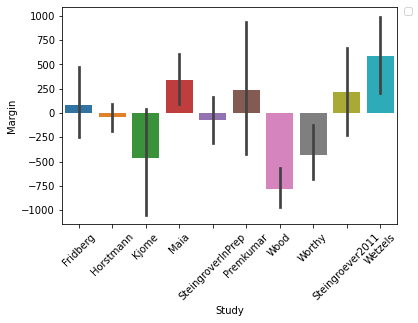 1000
750
500
250
0
−250
−500
−750
−1000
Margin
Fridberg
Horstmann
Kjome
Maia
SteingroverInPrep
Premkumar
Wood
Worthy
Steingroever2011
Wetzels
Study